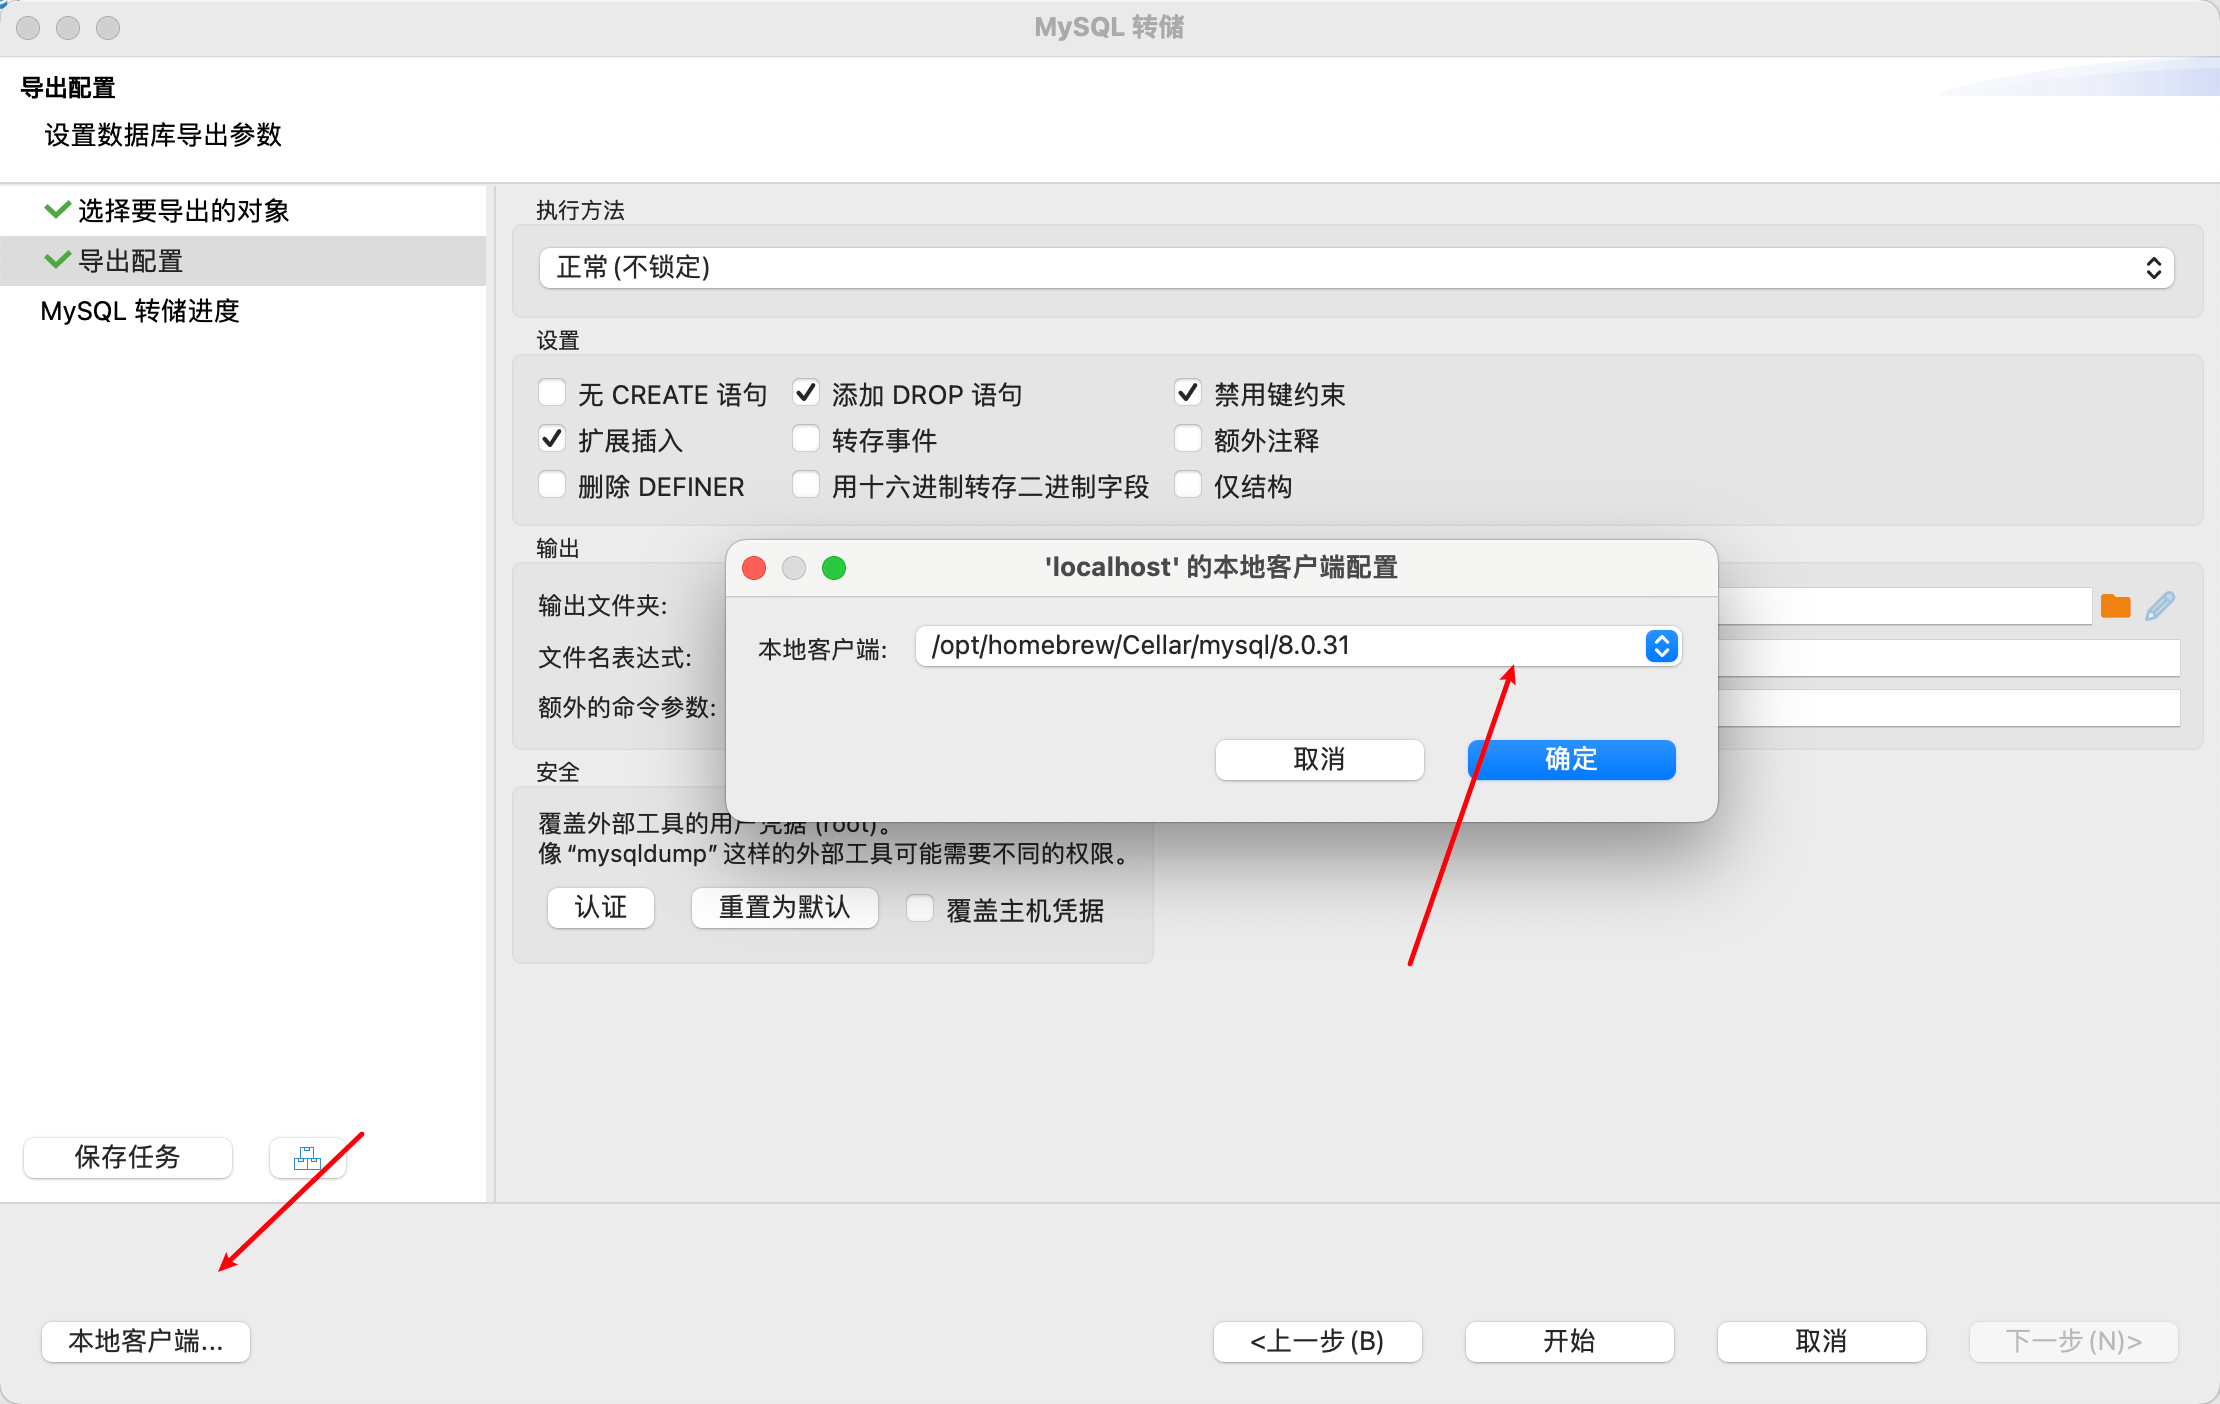 MySQL 转储
导出配置
设置数据库导出参数
选择要导出的对象
导出配置
MySQL 转储进度
执行方法
正常 (不锁定)
设置
无 CREATE 语句
添加 DROP 语句
禁用键约束
扩展插入
转存事件
额外注释
删除 DEFINER
用十六进制转存二进制字段
仅结构
输出
输出文件夹:
文件名表达式:
额外的命令参数:
'localhost' 的本地客户端配置
本地客户端:
/opt/homebrew/Cellar/mysql/8.0.31
取消
确定
安全
覆盖外部工具的用户凭据 (root)。
像 “mysqldump” 这样的外部工具可能需要不同的权限。
认证
重置为默认
覆盖主机凭据
保存任务
本地客户端...
<上一步 (B)
开始
取消
下一步 (N)>